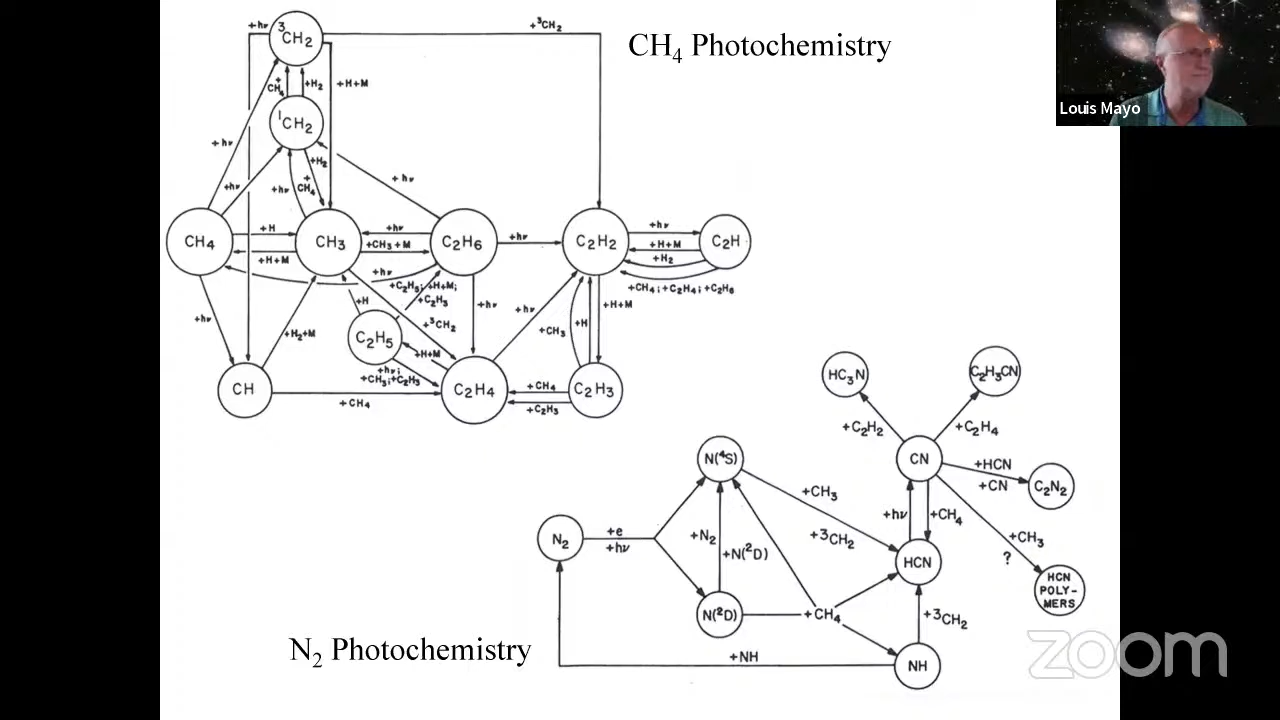 CH₄ Photochemistry
Louis Mayo
+hν
³CH₂
+³CH₂
+
CH₄
+H₂
+H+M
¹CH₂
+hν
+H₂
+hν
+hν
+
CH₄
+hν
CH4
+H
+H+M
CH3
+hν
+CH₃+M
C₂H₆
+hν
C₂H₂
+hν
+H+M
+H₂
C₂H
+CH₄; +C₂H₄; +C₂H₆
+hν
+C₂H₅; +H+M;
+C₂H₃
+hν
+H
+hν
+hν
+H₂+M
C₂H₅
+³CH₂
+H+M
+CH₃
+H
+H+M
+hν;
+CH₃; +C₂H₃
CH
+CH₄
C₂H₄
+CH₄
+C₂H₃
C₂H₃
HC₃N
C₂H₃CN
+C₂H₂
+C₂H₄
CN
+HCN
+CN
C₂N₂
N(⁴S)
+CH₃
+³CH₂
+hν
+CH₄
+CH₃
?
N₂
+e
+hν
+N₂
+N(²D)
HCN
HCN
POLY-
MERS
N(²D)
+CH₄
+³CH₂
N₂ Photochemistry
+NH
NH
zoom